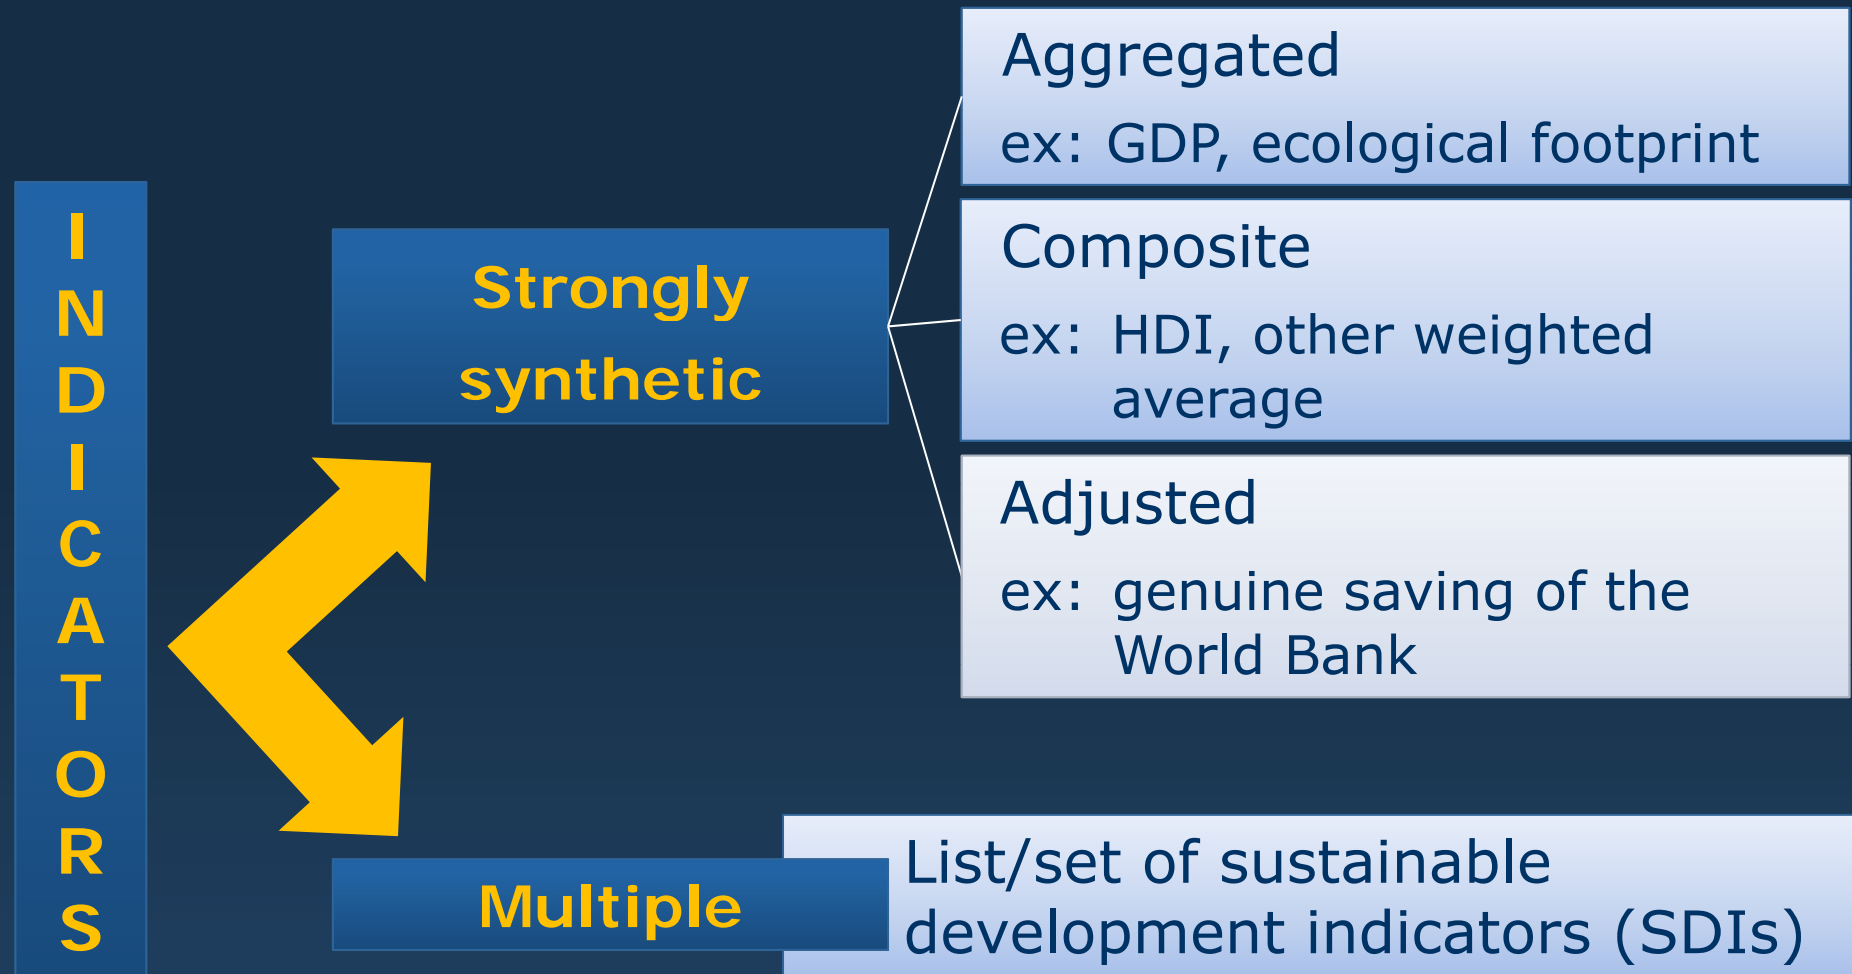 INDICATORS
Strongly
synthetic
Aggregated
ex: GDP, ecological footprint
Composite
ex: HDI, other weighted
average
Adjusted
ex: genuine saving of the
World Bank
Multiple
List/set of sustainable
development indicators (SDIs)